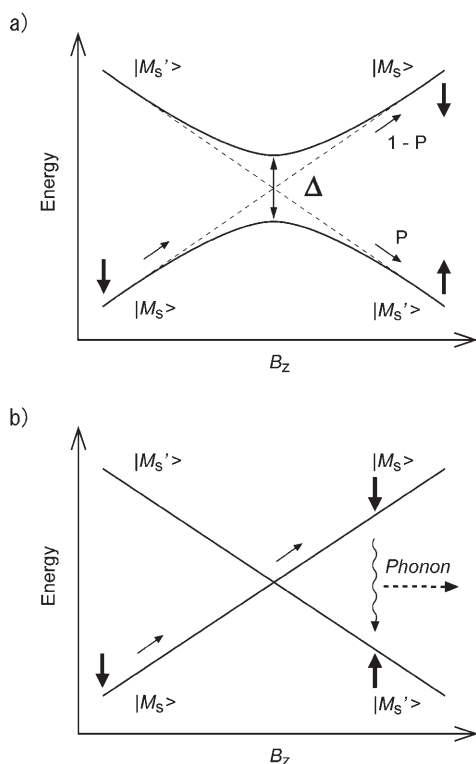 a)
|Ms'> |Ms>
1 - P
Energy
Δ
P
|Ms> |Ms'>
Bz
b)
|Ms'> |Ms>
Energy
Phonon
|Ms> |Ms'>
Bz